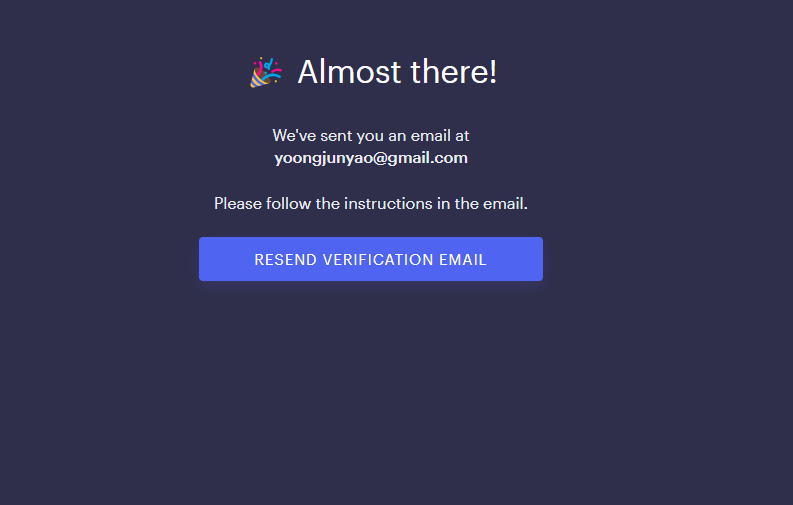 Almost there!
We've sent you an email at
yoongjunyao@gmail.com
Please follow the instructions in the email.
RESEND VERIFICATION EMAIL